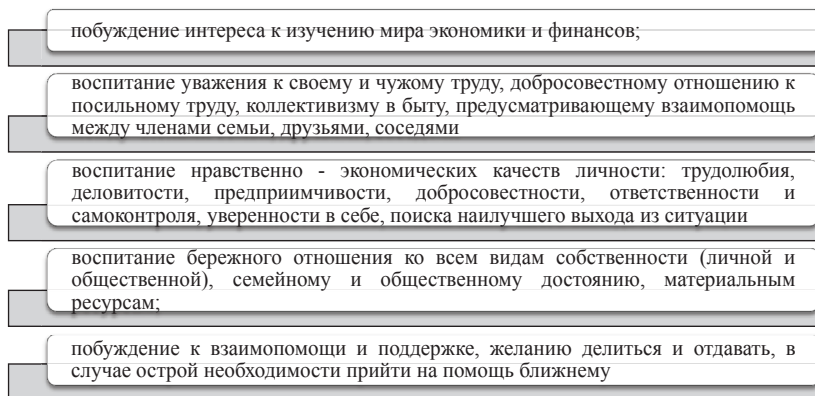 побуждение интереса к изучению мира экономики и финансов;
воспитание уважения к своему и чужому труду, добросовестному отношению к
посильному труду, коллективизму в быту, предусматривающему взаимопомощь
между членами семьи, друзьями, соседями
воспитание нравственно - экономических качеств личности: трудолюбия,
деловитости, предприимчивости, добросовестности, ответственности и
самоконтроля, уверенности в себе, поиска наилучшего выхода из ситуации
воспитание бережного отношения ко всем видам собственности (личной и
общественной), семейному и общественному достоянию, материальным
ресурсам;
побуждение к взаимопомощи и поддержке, желанию делиться и отдавать, в
случае острой необходимости прийти на помощь ближнему